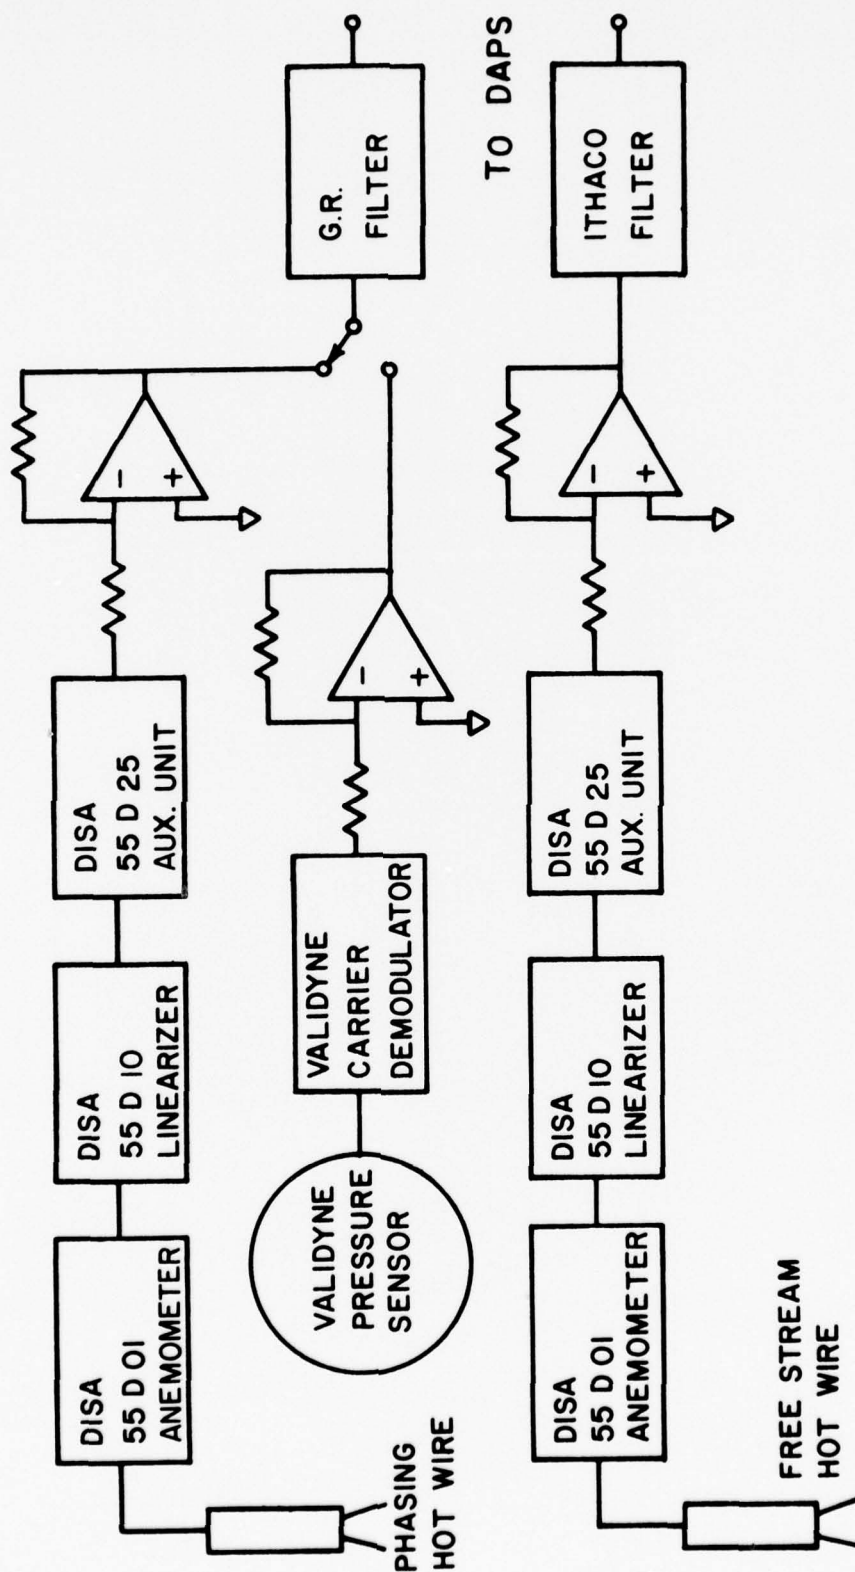 PHASING
HOT WIRE
DISA
55 D 01
ANEMOMETER
DISA
55 D 10
LINEARIZER
DISA
55 D 25
AUX. UNIT
-
+
G.R.
FILTER
VALIDYNE
PRESSURE
SENSOR
VALIDYNE
CARRIER
DEMODULATOR
-
+
TO DAPS
FREE STREAM
HOT WIRE
DISA
55 D 01
ANEMOMETER
DISA
55 D 10
LINEARIZER
DISA
55 D 25
AUX. UNIT
-
+
ITHACO
FILTER